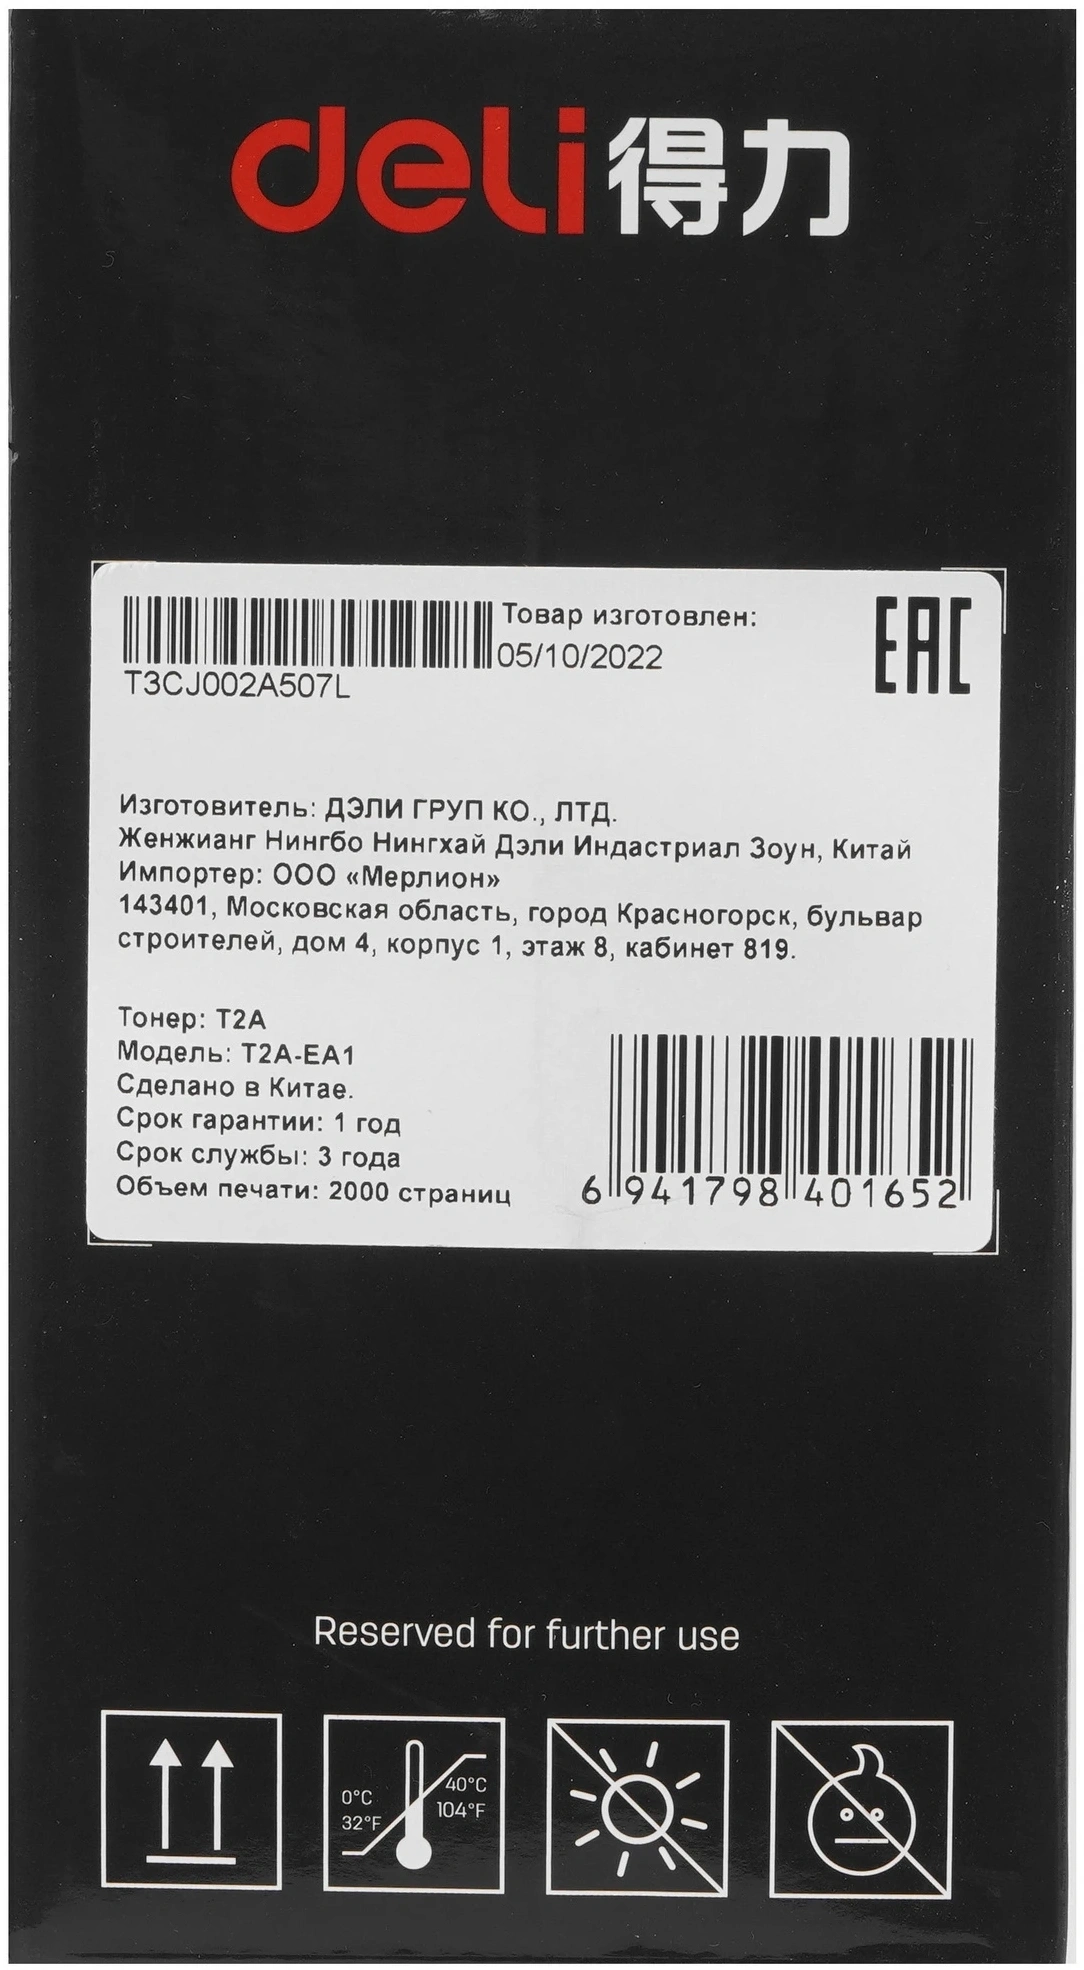 deli得力
Товар изготовлен:
05/10/2022
T3CJ002A507L
EAC
Изготовитель: ДЭЛИ ГРУП КО., ЛТД.
Женжианг Нингбо Нингхай Дэли Индастриал Зоун, Китай
Импортер: ООО «Мерлион»
143401, Московская область, город Красногорск, бульвар
строителей, дом 4, корпус 1, этаж 8, кабинет 819.
Тонер: T2A
Модель: T2A-EA1
Сделано в Китае.
Срок гарантии: 1 год
Срок службы: 3 года
Объем печати: 2000 страниц
6 941798 401652
Reserved for further use
0°C 40°C
32°F 104°F